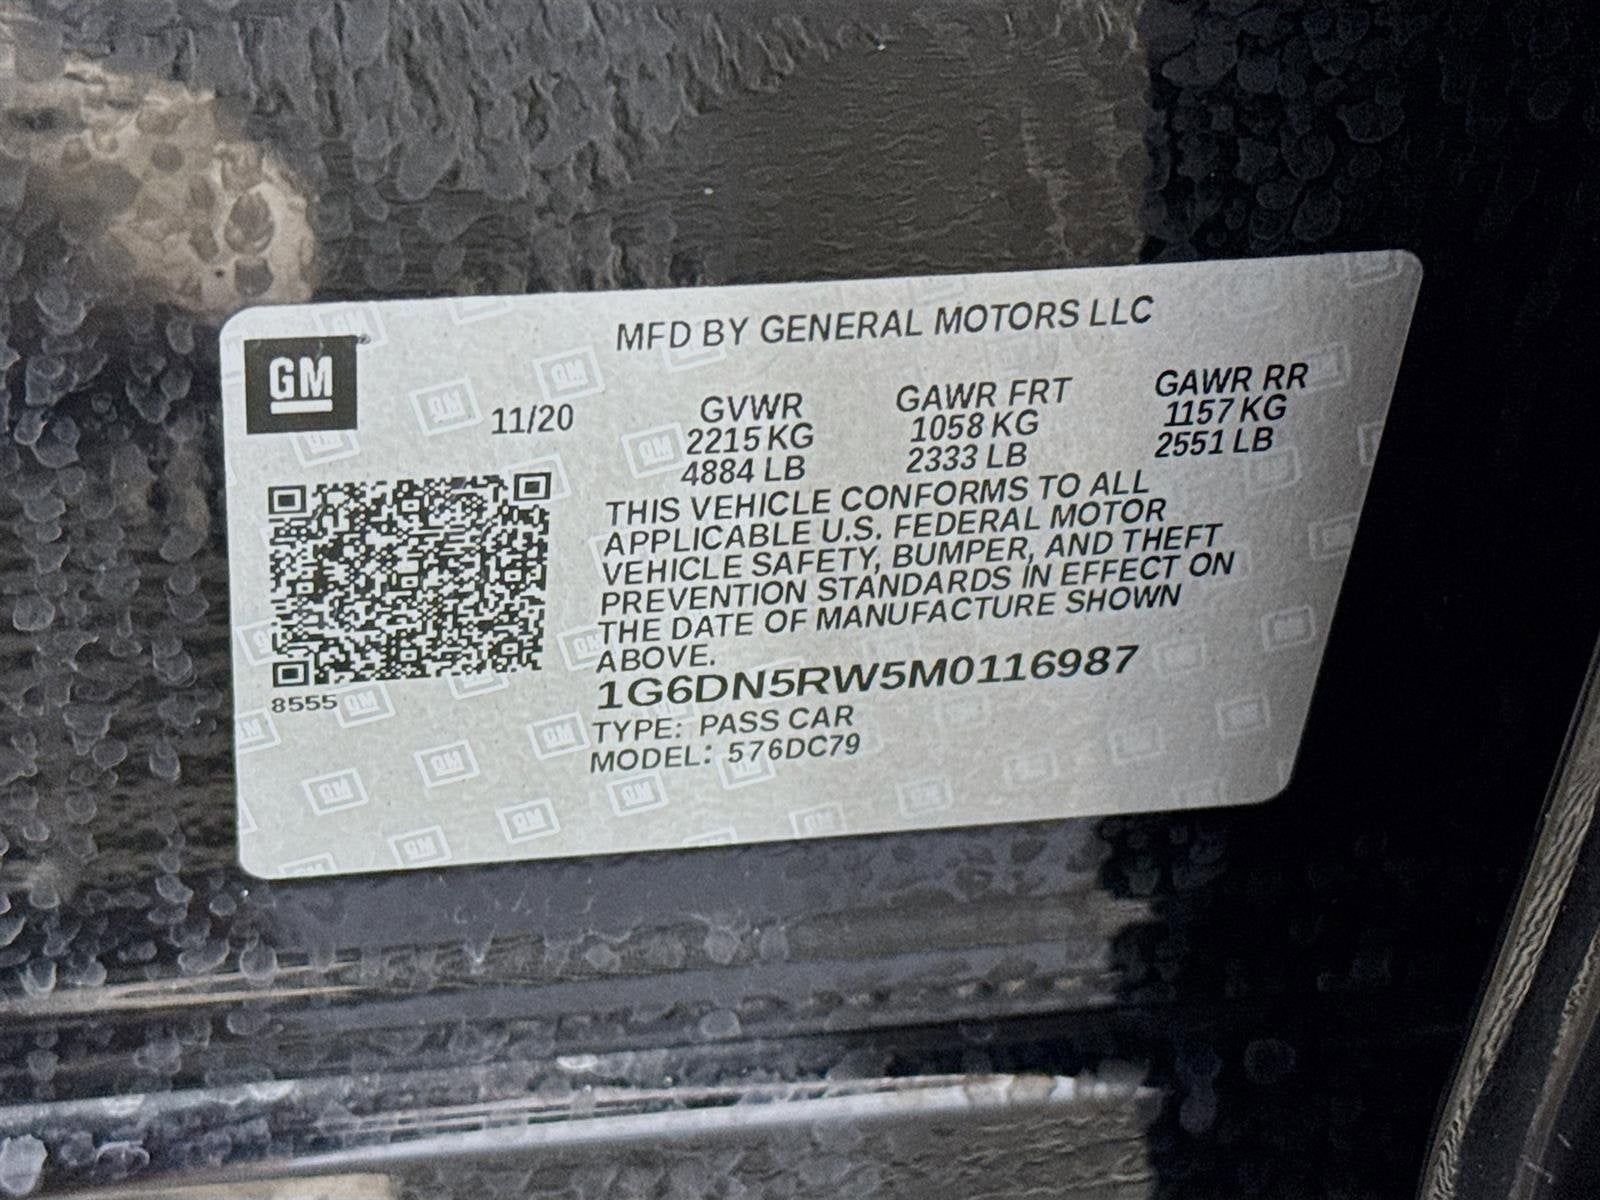 MFD BY GENERAL MOTORS LLC
GM
11/20
GVWR
2215 KG
4884 LB
GAWR FRT
1058 KG
2333 LB
GAWR RR
1157 KG
2551 LB
THIS VEHICLE CONFORMS TO ALL
APPLICABLE U.S. FEDERAL MOTOR
VEHICLE SAFETY, BUMPER, AND THEFT
PREVENTION STANDARDS IN EFFECT ON
THE DATE OF MANUFACTURE SHOWN
ABOVE.
8555
1G6DN5RW5M0116987
TYPE: PASS CAR
MODEL: 576DC79